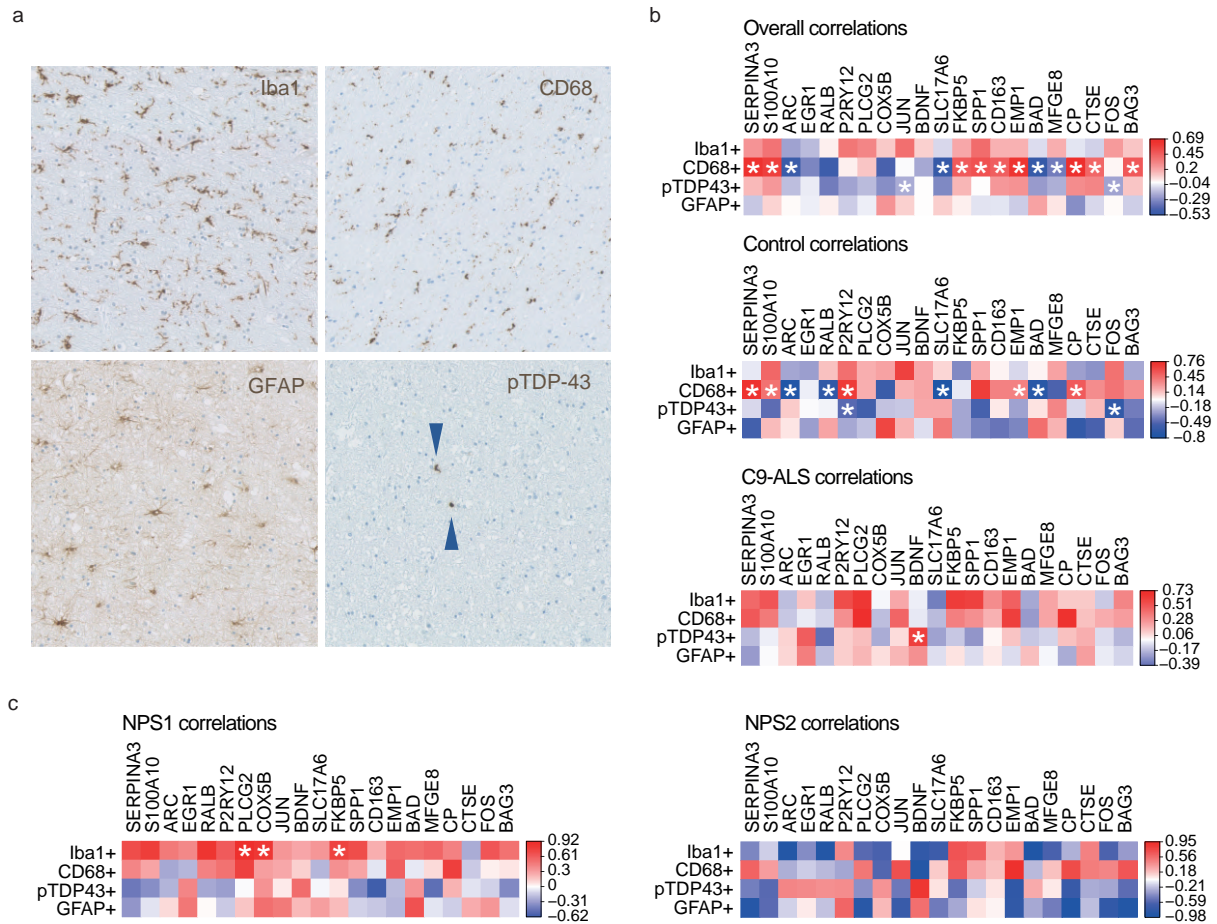 a
Iba1
CD68
GFAP
pTDP-43
b
Overall correlations
SERPINA3 S100A10 ARC EGR1 RALB P2RY12 PLCG2 COX5B JUN BDNF SLC17A6 FKBP5 SPP1 CD163 EMP1 BAD MFGE8 CP CTSE FOS BAG3
Iba1+
CD68+ * * * * * * * * * * * * * *
pTDP43+ * *
GFAP+
0.69
0.45
0.2
−0.04
−0.29
−0.53
Control correlations
SERPINA3 S100A10 ARC EGR1 RALB P2RY12 PLCG2 COX5B JUN BDNF SLC17A6 FKBP5 SPP1 CD163 EMP1 BAD MFGE8 CP CTSE FOS BAG3
Iba1+
CD68+ * * * * * * * * *
pTDP43+ * *
GFAP+
0.76
0.45
0.14
−0.18
−0.49
−0.8
C9-ALS correlations
SERPINA3 S100A10 ARC EGR1 RALB P2RY12 PLCG2 COX5B JUN BDNF SLC17A6 FKBP5 SPP1 CD163 EMP1 BAD MFGE8 CP CTSE FOS BAG3
Iba1+
CD68+
pTDP43+ *
GFAP+
0.73
0.51
0.28
0.06
−0.17
−0.39
c
NPS1 correlations
SERPINA3 S100A10 ARC EGR1 RALB P2RY12 PLCG2 COX5B JUN BDNF SLC17A6 FKBP5 SPP1 CD163 EMP1 BAD MFGE8 CP CTSE FOS BAG3
Iba1+ * * *
CD68+
pTDP43+
GFAP+
0.92
0.61
0.3
0
−0.31
−0.62
NPS2 correlations
SERPINA3 S100A10 ARC EGR1 RALB P2RY12 PLCG2 COX5B JUN BDNF SLC17A6 FKBP5 SPP1 CD163 EMP1 BAD MFGE8 CP CTSE FOS BAG3
Iba1+
CD68+
pTDP43+
GFAP+
0.95
0.56
0.18
−0.21
−0.59
−0.98